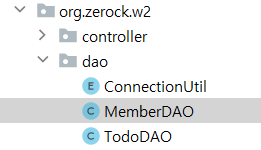 org.zerock.w2
controller
dao
E ConnectionUtil
C MemberDAO
C TodoDAO